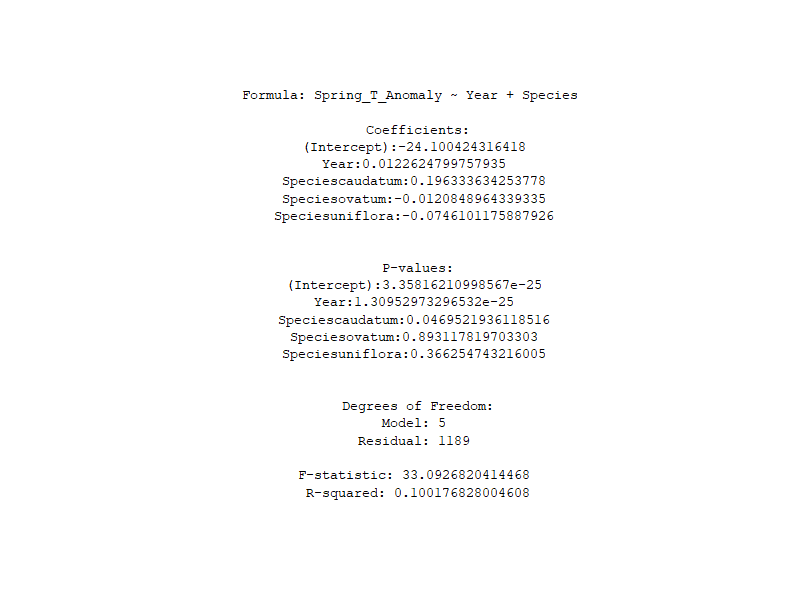 Formula: Spring_T_Anomaly ~ Year + Species
Coefficients:
(Intercept):-24.100424316418
Year:0.0122624799757935
Speciescaudatum:0.196333634253778
Speciesovatum:-0.0120848964339335
Speciesuniflora:-0.0746101175887926
P-values:
(Intercept):3.35816210998567e-25
Year:1.30952973296532e-25
Speciescaudatum:0.0469521936118516
Speciesovatum:0.893117819703303
Speciesuniflora:0.366254743216005
Degrees of Freedom:
Model: 5
Residual: 1189
F-statistic: 33.0926820414468
R-squared: 0.100176828004608